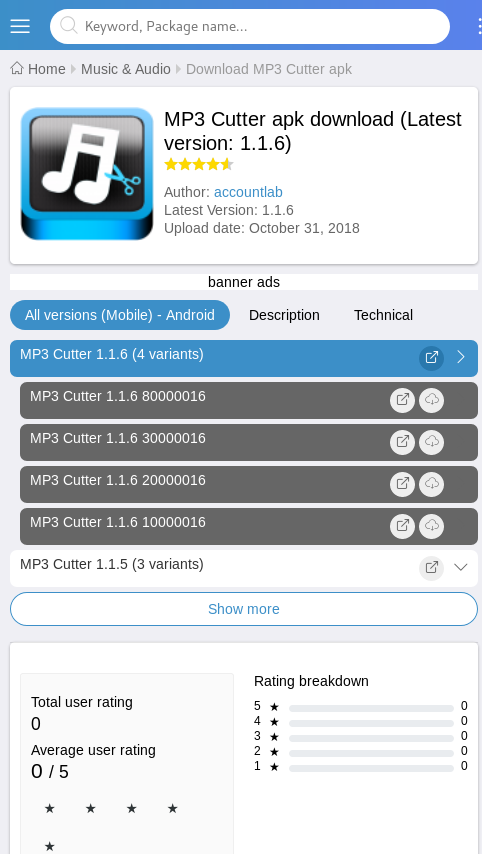 Keyword, Package name...
Home Music & Audio Download MP3 Cutter apk
MP3 Cutter apk download (Latest
version: 1.1.6)
Author: accountlab
Latest Version: 1.1.6
Upload date: October 31, 2018
banner ads
All versions (Mobile) - Android Description Technical
MP3 Cutter 1.1.6 (4 variants)
MP3 Cutter 1.1.6 80000016
MP3 Cutter 1.1.6 30000016
MP3 Cutter 1.1.6 20000016
MP3 Cutter 1.1.6 10000016
MP3 Cutter 1.1.5 (3 variants)
Show more
Total user rating
0
Average user rating
0 / 5
★ ★ ★ ★
★
Rating breakdown
5 ★ 0
4 ★ 0
3 ★ 0
2 ★ 0
1 ★ 0